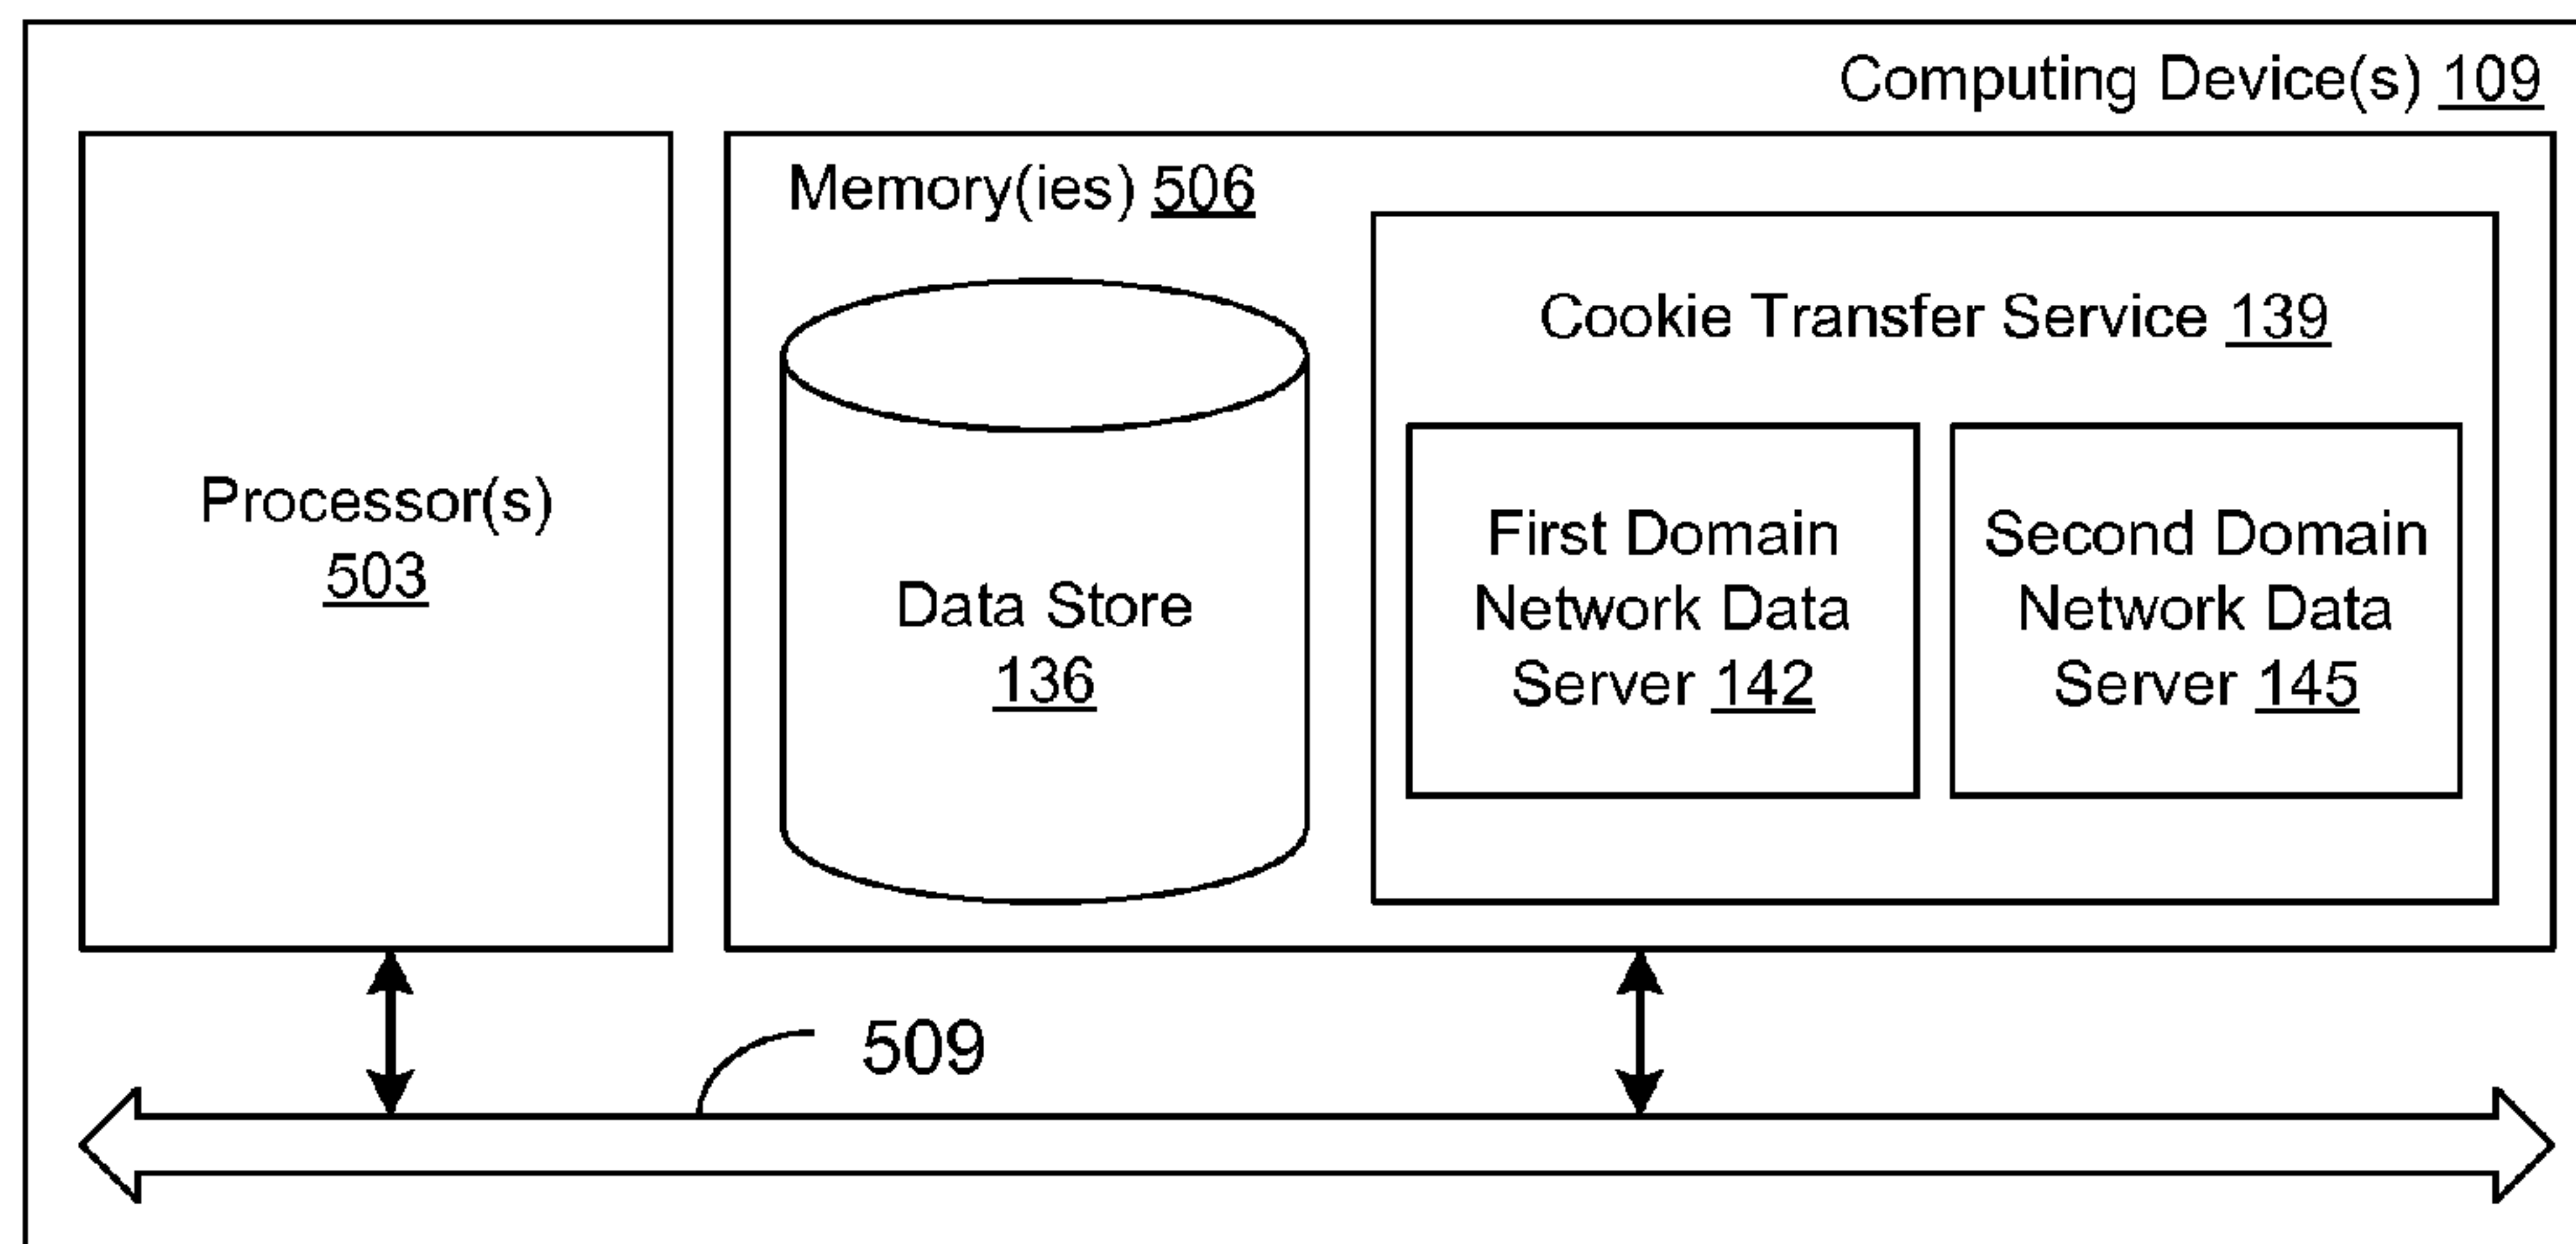 Computing Device(s) 109
Memory(ies) 506
Cookie Transfer Service 139
Processor(s)
503
Data Store
136
First Domain
Network Data
Server 142
Second Domain
Network Data
Server 145
509